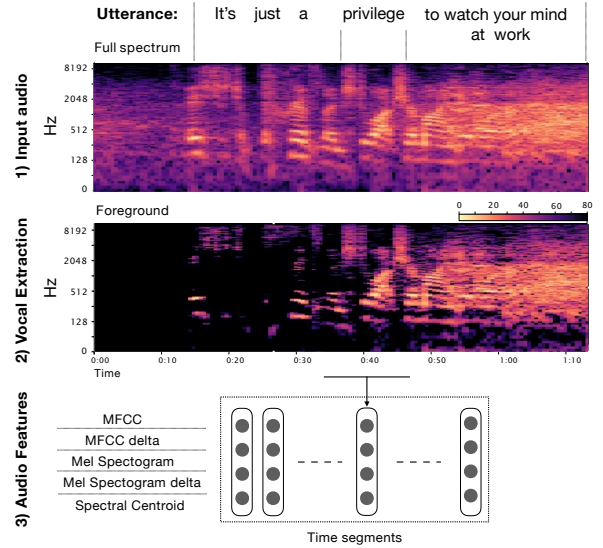 Utterance: It's just a privilege to watch your mind
at work
Full spectrum
1) Input audio
Hz
8192
2048
512
128
0
Foreground
0 20 40 60 80
2) Vocal Extraction
Hz
8192
2048
512
128
0
0:00 0:10 0:20 0:30 0:40 0:50 1:00 1:10
Time
3) Audio Features
MFCC
MFCC delta
Mel Spectrogram
Mel Spectrogram delta
Spectral Centroid
Time segments